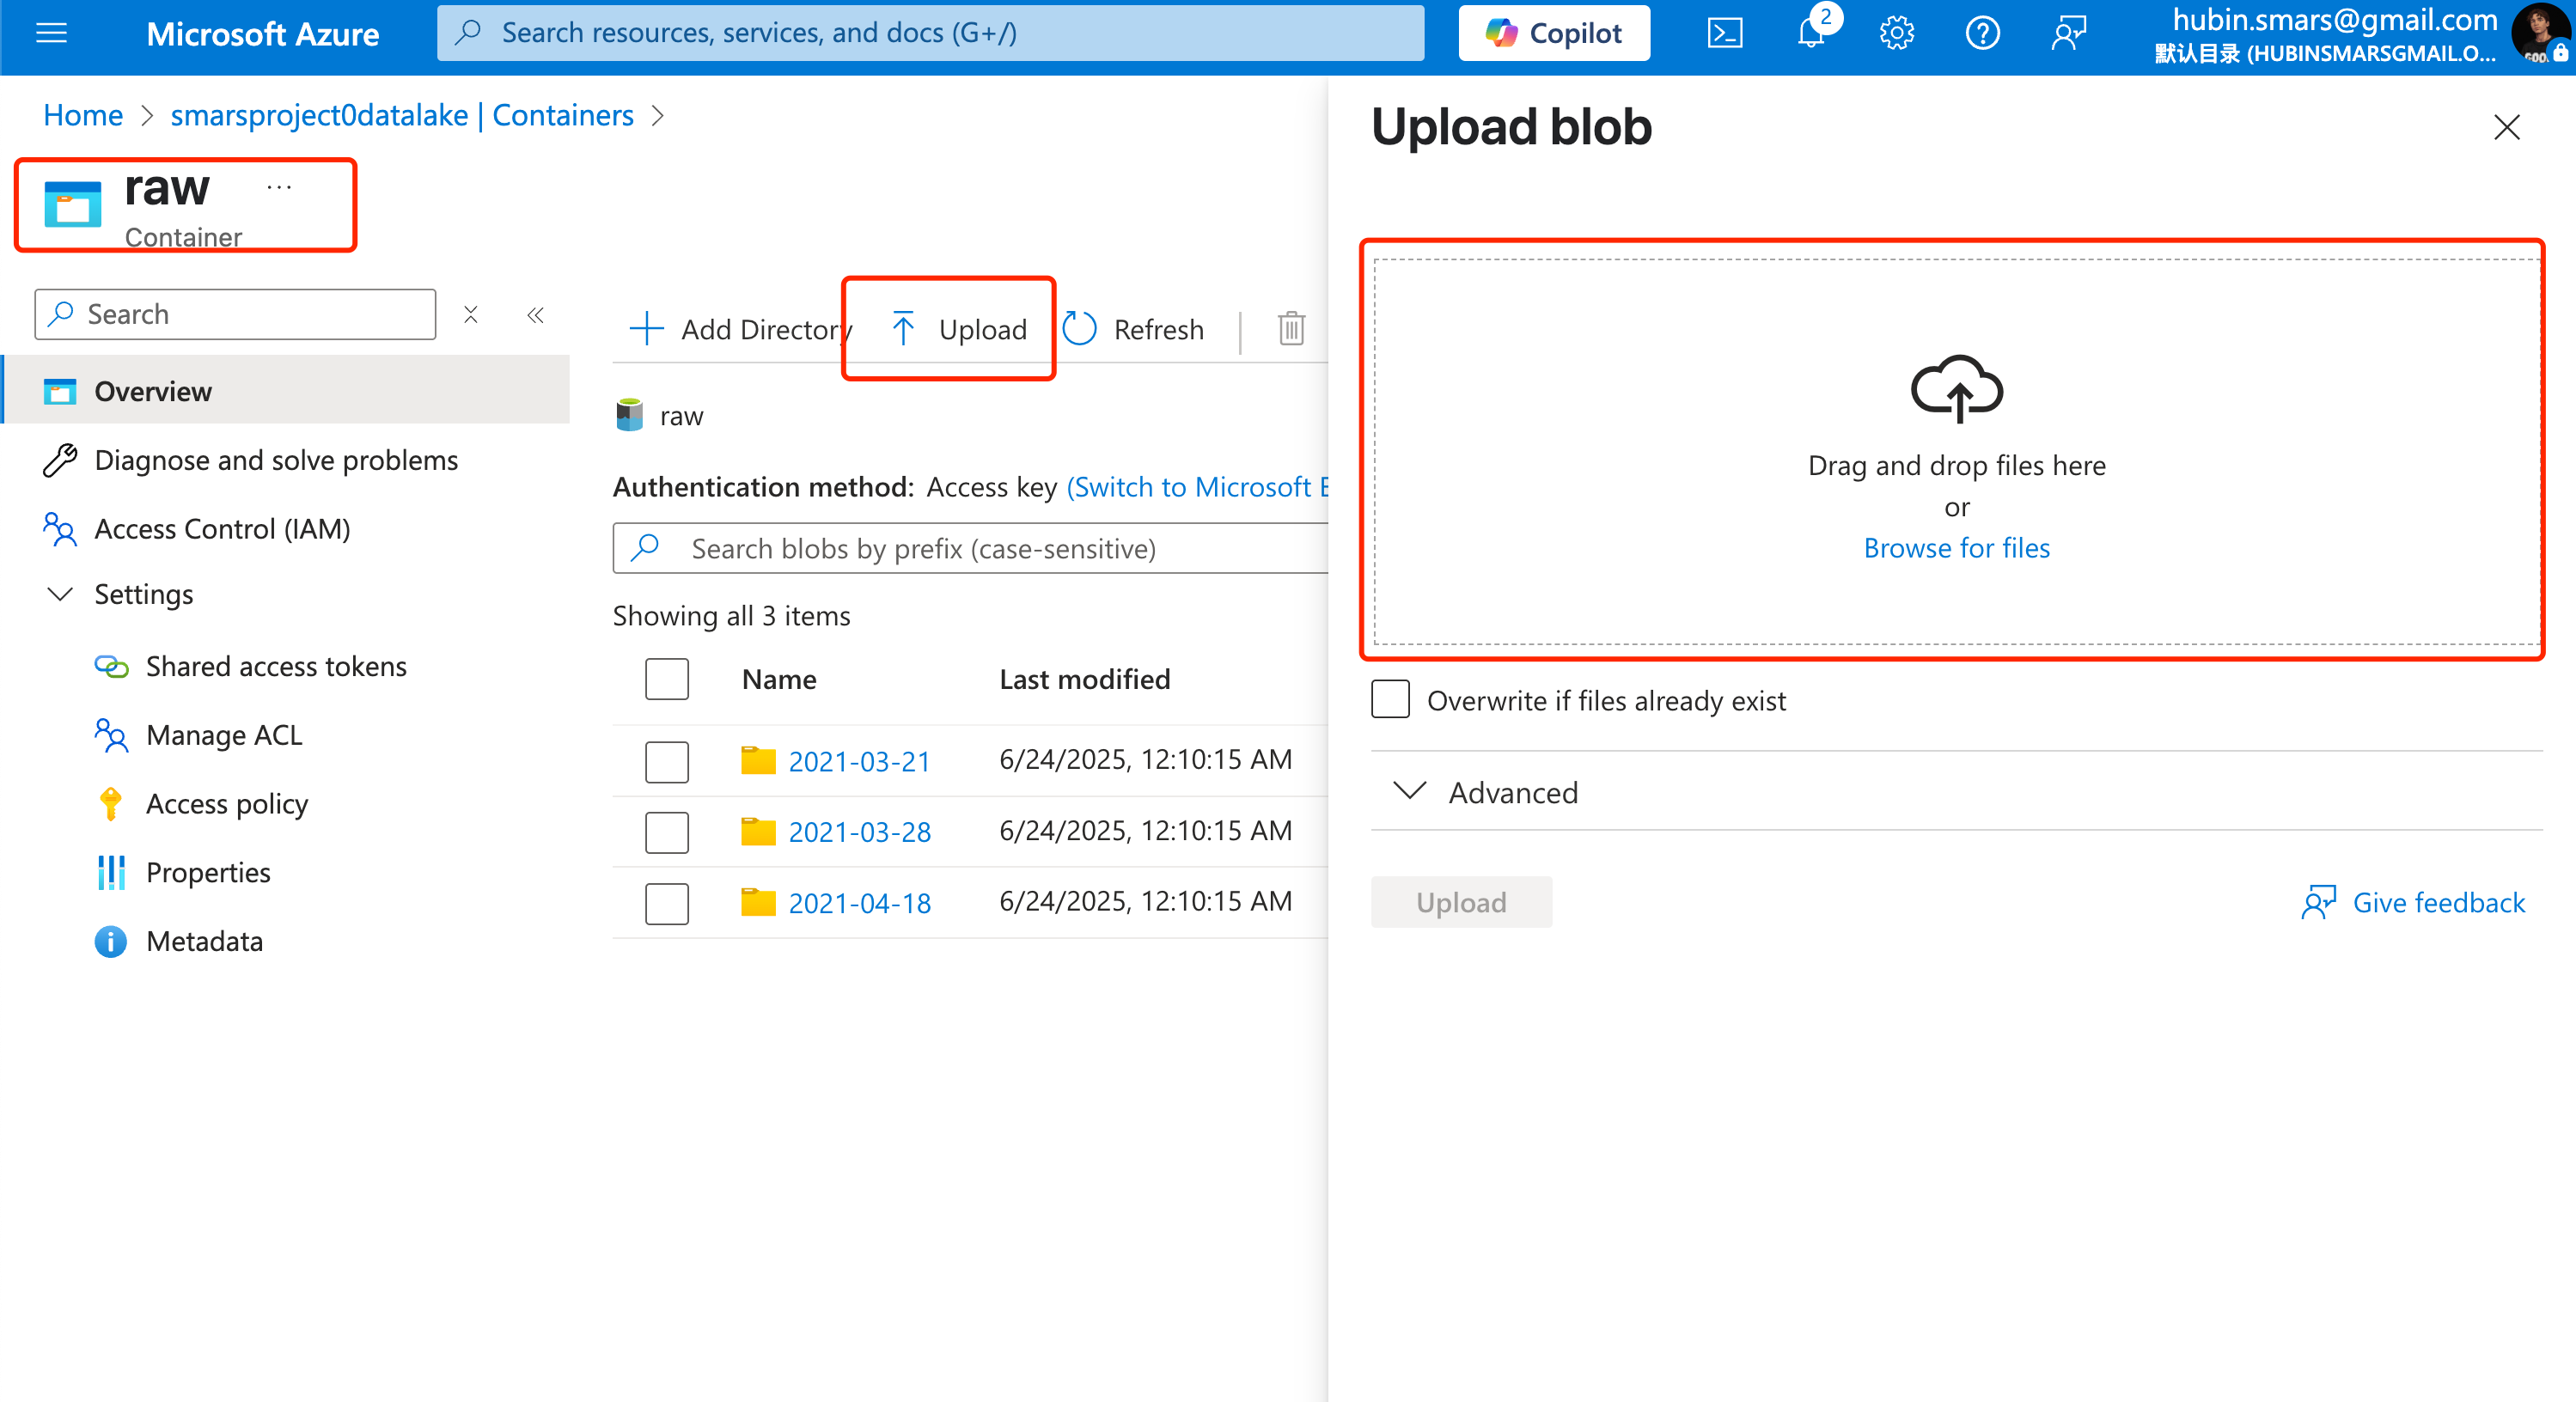 Microsoft Azure
Search resources, services, and docs (G+/)
Copilot
2
hubin.smars@gmail.com
默认目录 (HUBINSMARSGMAIL.O...
Home > smarsproject0datalake | Containers >
raw ...
Container
Search
Overview
Diagnose and solve problems
Access Control (IAM)
Settings
Shared access tokens
Manage ACL
Access policy
Properties
Metadata
Add Directory
Upload
Refresh
raw
Authentication method: Access key (Switch to Microsoft E
Search blobs by prefix (case-sensitive)
Showing all 3 items
Name Last modified
2021-03-21 6/24/2025, 12:10:15 AM
2021-03-28 6/24/2025, 12:10:15 AM
2021-04-18 6/24/2025, 12:10:15 AM
Upload blob
Drag and drop files here
or
Browse for files
Overwrite if files already exist
Advanced
Upload
Give feedback